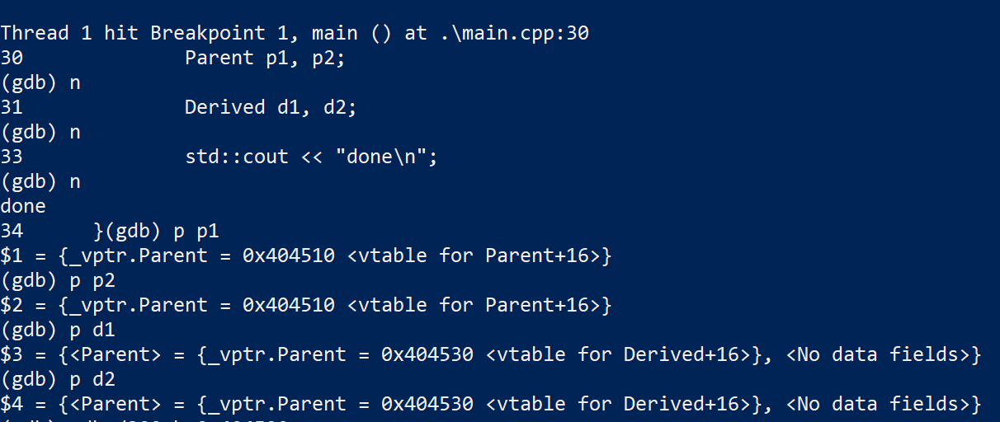 Thread 1 hit Breakpoint 1, main () at .\main.cpp:30
30              Parent p1, p2;
(gdb) n
31              Derived d1, d2;
(gdb) n
33              std::cout << "done\n";
(gdb) n
done
34      }(gdb) p p1
$1 = {_vptr.Parent = 0x404510 <vtable for Parent+16>}
(gdb) p p2
$2 = {_vptr.Parent = 0x404510 <vtable for Parent+16>}
(gdb) p d1
$3 = {<Parent> = {_vptr.Parent = 0x404530 <vtable for Derived+16>}, <No data fields>}
(gdb) p d2
$4 = {<Parent> = {_vptr.Parent = 0x404530 <vtable for Derived+16>}, <No data fields>}